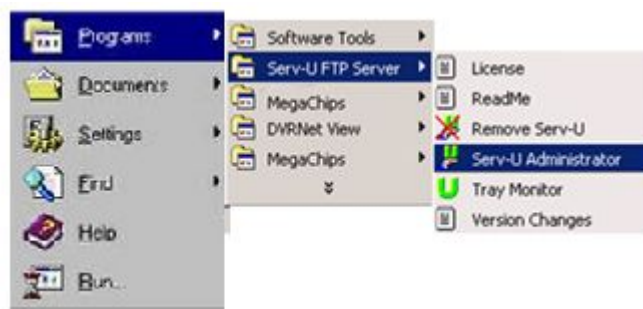 Programs
Documents
Settings
Find
Help
Run...
Software Tools
Serv-U FTP Server
MegaChips
DVRNet View
MegaChips
License
ReadMe
Remove Serv-U
Serv-U Administrator
Tray Monitor
Version Changes